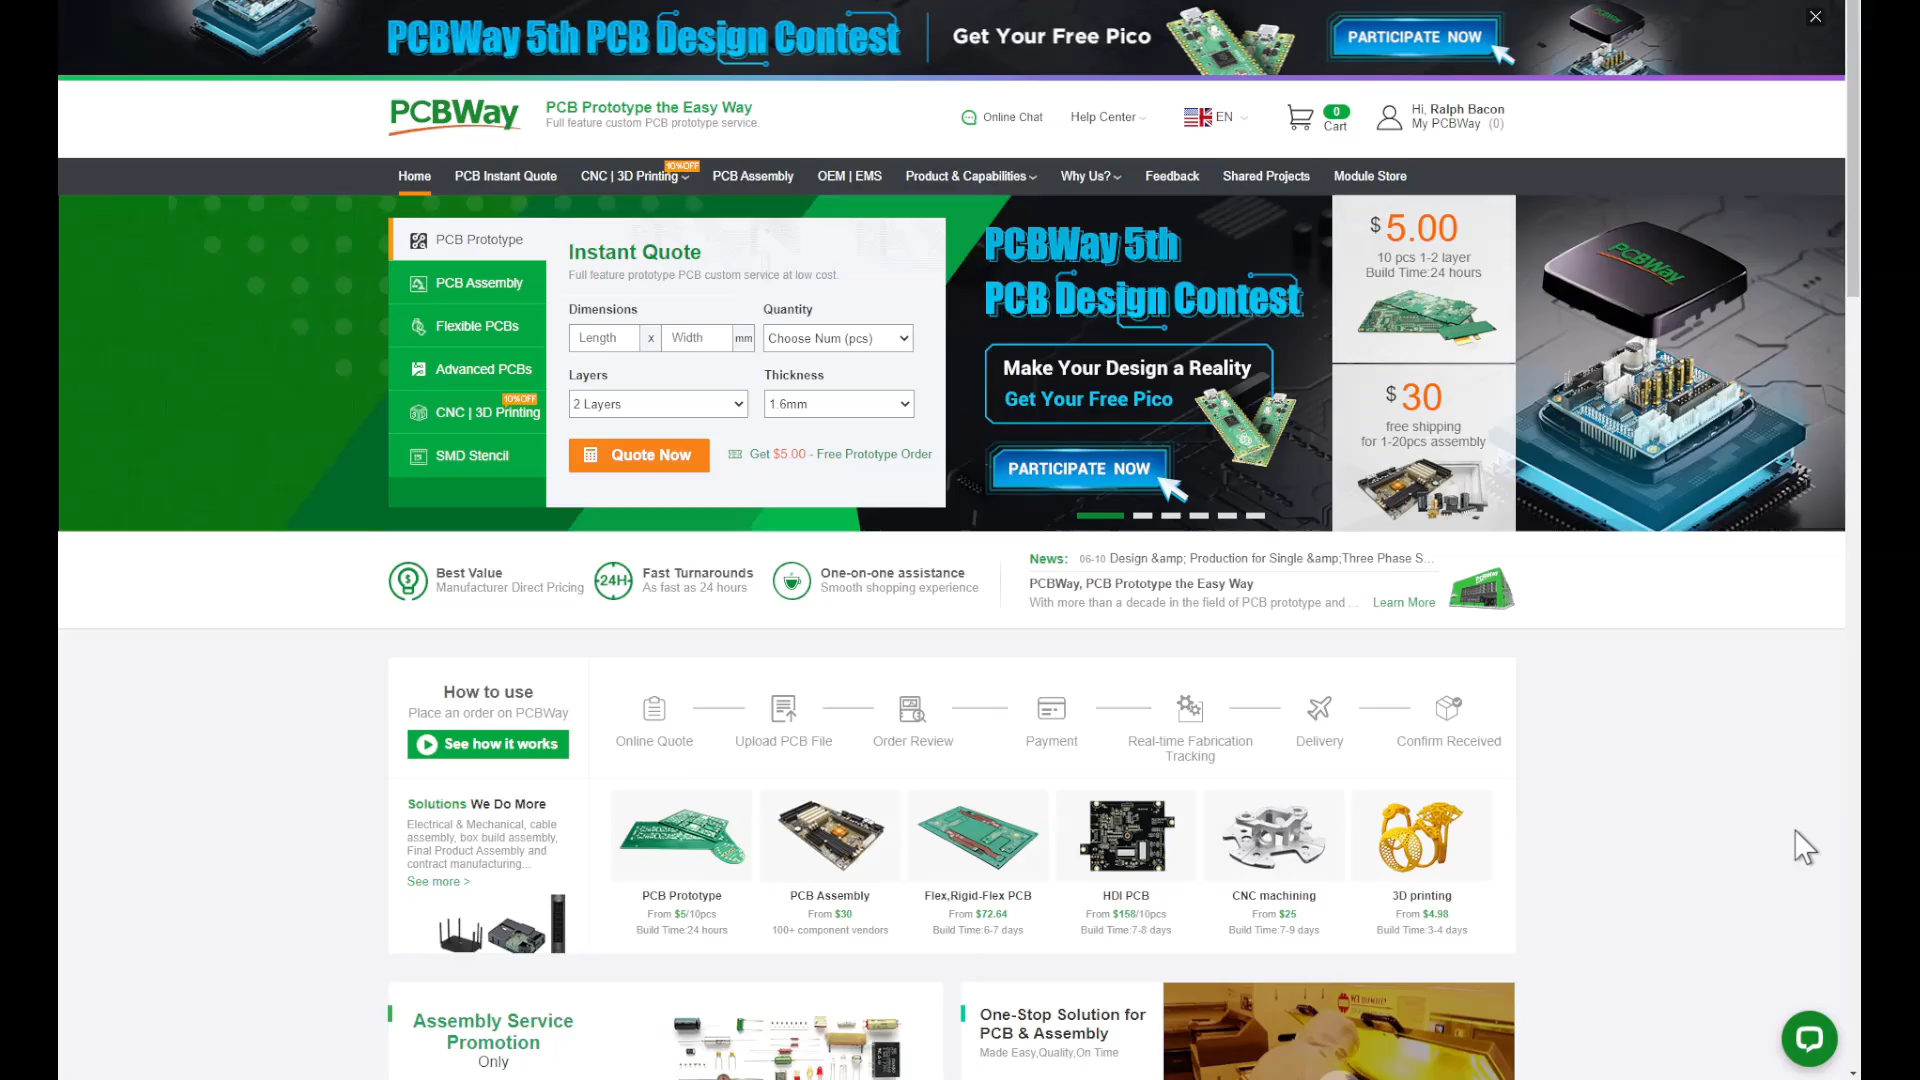 PCBWay 5th PCB Design Contest
Get Your Free Pico
PARTICIPATE NOW
PCBWay
PCB Prototype the Easy Way
Full feature custom PCB prototype service.
Online Chat
Help Center
EN
0
Cart
Hi, Ralph Bacon
My PCBWay (0)
Home
PCB Instant Quote
CNC | 3D Printing
10%OFF
PCB Assembly
OEM | EMS
Product & Capabilities
Why Us?
Feedback
Shared Projects
Module Store
PCB Prototype
PCB Assembly
Flexible PCBs
Advanced PCBs
10%OFF
CNC | 3D Printing
SMD Stencil
Instant Quote
Full feature prototype PCB custom service at low cost.
Dimensions
Quantity
Length x Width mm
Choose Num (pcs)
Layers
Thickness
2 Layers
1.6mm
Quote Now
Get $5.00 - Free Prototype Order
PCBWay 5th
PCB Design Contest
Make Your Design a Reality
Get Your Free Pico
PARTICIPATE NOW
$ 5.00
10 pcs 1-2 layer
Build Time:24 hours
$ 30
free shipping
for 1-20pcs assembly
PCBWay
Best Value
Manufacturer Direct Pricing
24H
Fast Turnarounds
As fast as 24 hours
One-on-one assistance
Smooth shopping experience
News: 06-10 Design &amp; Production for Single &amp;Three Phase S...
PCBWay, PCB Prototype the Easy Way
With more than a decade in the field of PCB prototype and ... Learn More
How to use
Place an order on PCBWay
See how it works
Online Quote
Upload PCB File
Order Review
Payment
Real-time Fabrication
Tracking
Delivery
Confirm Received
Solutions We Do More
Electrical & Mechanical, cable
assembly, box build assembly,
Final Product Assembly and
contract manufacturing...
See more >
PCB Prototype
From $5/10pcs
Build Time:24 hours
PCB Assembly
From $30
100+ component vendors
Flex,Rigid-Flex PCB
From $72.64
Build Time:6-7 days
HDI PCB
From $158/10pcs
Build Time:7-8 days
CNC machining
From $25
Build Time:7-9 days
3D printing
From $4.98
Build Time:3-4 days
Assembly Service
Promotion
Only
One-Stop Solution for
PCB & Assembly
Made Easy,Quality,On Time